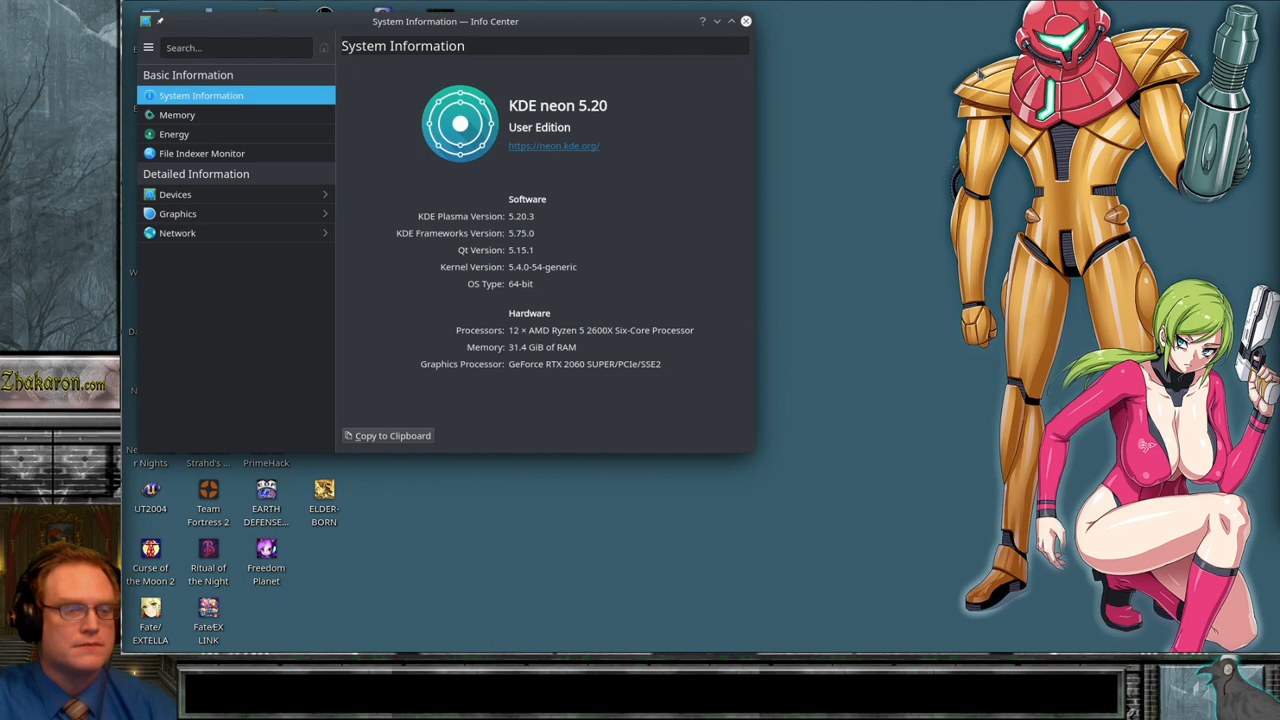 System Information — Info Center
Search...
System Information
Basic Information
System Information
Memory
Energy
File Indexer Monitor
Detailed Information
Devices
Graphics
Network
KDE neon 5.20
User Edition
https://neon.kde.org/
Software
KDE Plasma Version: 5.20.3
KDE Frameworks Version: 5.75.0
Qt Version: 5.15.1
Kernel Version: 5.4.0-54-generic
OS Type: 64-bit
Hardware
Processors: 12 × AMD Ryzen 5 2600X Six-Core Processor
Memory: 31.4 GiB of RAM
Graphics Processor: GeForce RTX 2060 SUPER/PCIe/SSE2
Copy to Clipboard
Zhakaron.com
r Nights
Strahd's ...
PrimeHack
UT2004
Team
Fortress 2
EARTH
DEFENSE...
ELDER-
BORN
Curse of
the Moon 2
Ritual of
the Night
Freedom
Planet
Fate/
EXTELLA
Fate/EX
LINK